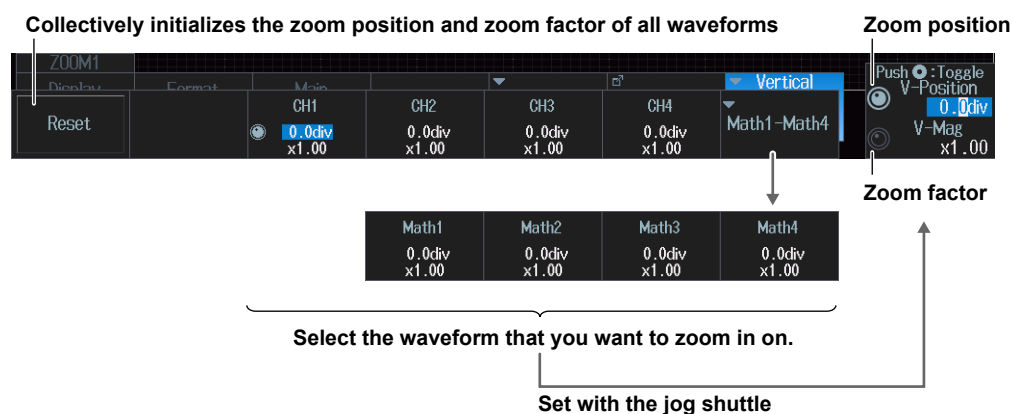 Collectively initializes the zoom position and zoom factor of all waveforms
Zoom position
ZOOM1
Display Format Main Vertical
Reset
CH1
0.0div
x1.00
CH2
0.0div
x1.00
CH3
0.0div
x1.00
CH4
0.0div
x1.00
Math1-Math4
Push :Toggle
V-Position
0.0div
V-Mag
x1.00
Zoom factor
Math1
0.0div
x1.00
Math2
0.0div
x1.00
Math3
0.0div
x1.00
Math4
0.0div
x1.00
Select the waveform that you want to zoom in on.
Set with the jog shuttle